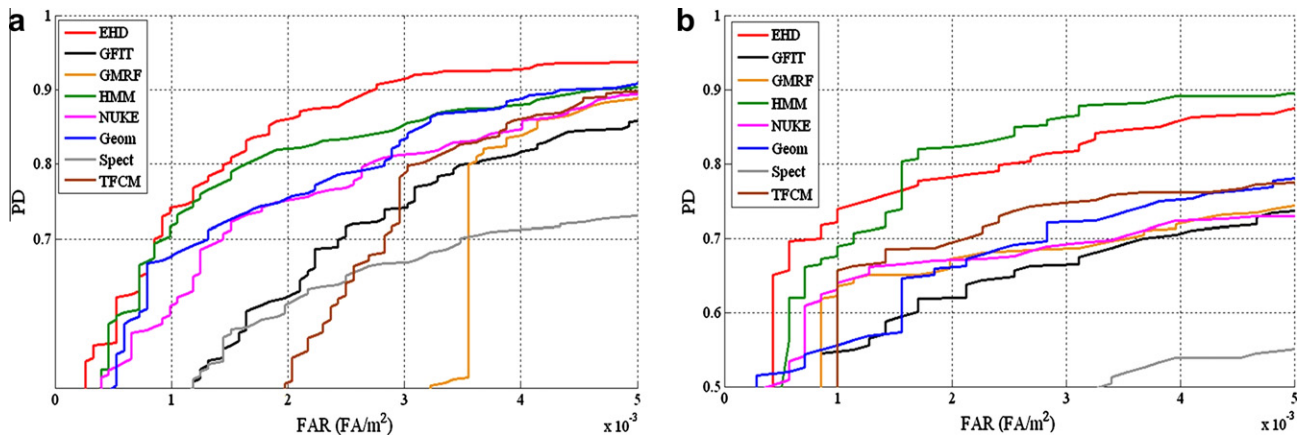 a
1
0.9
0.8
0.7
PD
EHD
GFIT
GMRF
HMM
NUKE
Geom
Spect
TFCM
0 1 2 3 4 5
FAR (FA/m²)
x 10⁻³
b
1
0.9
0.8
0.7
0.6
0.5
PD
EHD
GFIT
GMRF
HMM
NUKE
Geom
Spect
TFCM
0 1 2 3 4 5
FAR (FA/m²)
x 10⁻³